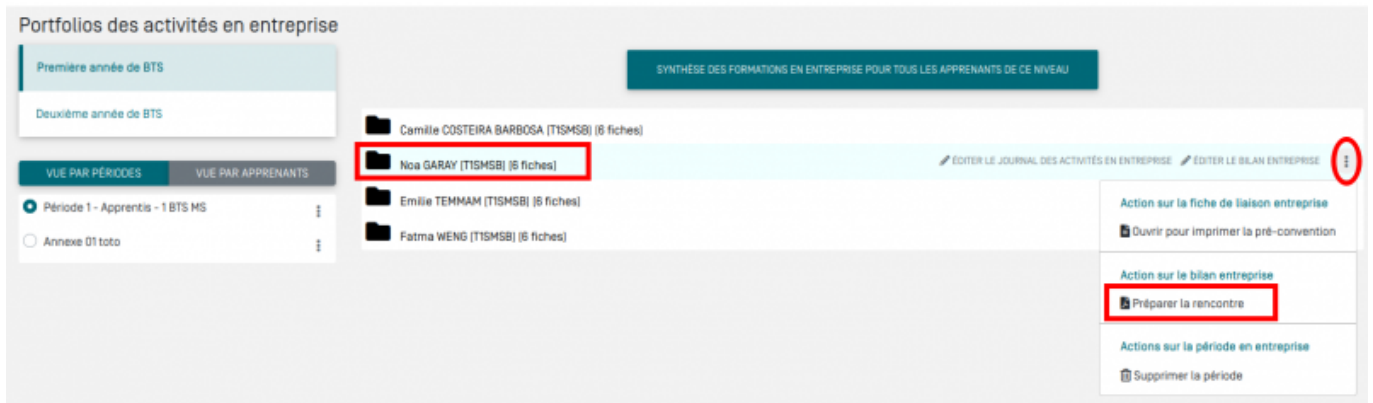 Portfolios des activités en entreprise
Première année de BTS
Deuxième année de BTS
VUE PAR PÉRIODES
VUE PAR APPRENANTS
Période 1 - Apprentis - 1 BTS MS
Annexe 01 toto
SYNTHÈSE DES FORMATIONS EN ENTREPRISE POUR TOUS LES APPRENANTS DE CE NIVEAU
Camille COSTEIRA BARBOSA (T1SMSB) (6 fiches)
Noa GARAY (T1SMSB) (6 fiches)
ÉDITER LE JOURNAL DES ACTIVITÉS EN ENTREPRISE
ÉDITER LE BILAN ENTREPRISE
Emilie TEMMAM (T1SMSB) (6 fiches)
Fatma WENG (T1SMSB) (6 fiches)
Action sur la fiche de liaison entreprise
Ouvrir pour imprimer la pré-convention
Action sur le bilan entreprise
Préparer la rencontre
Actions sur la période en entreprise
Supprimer la période